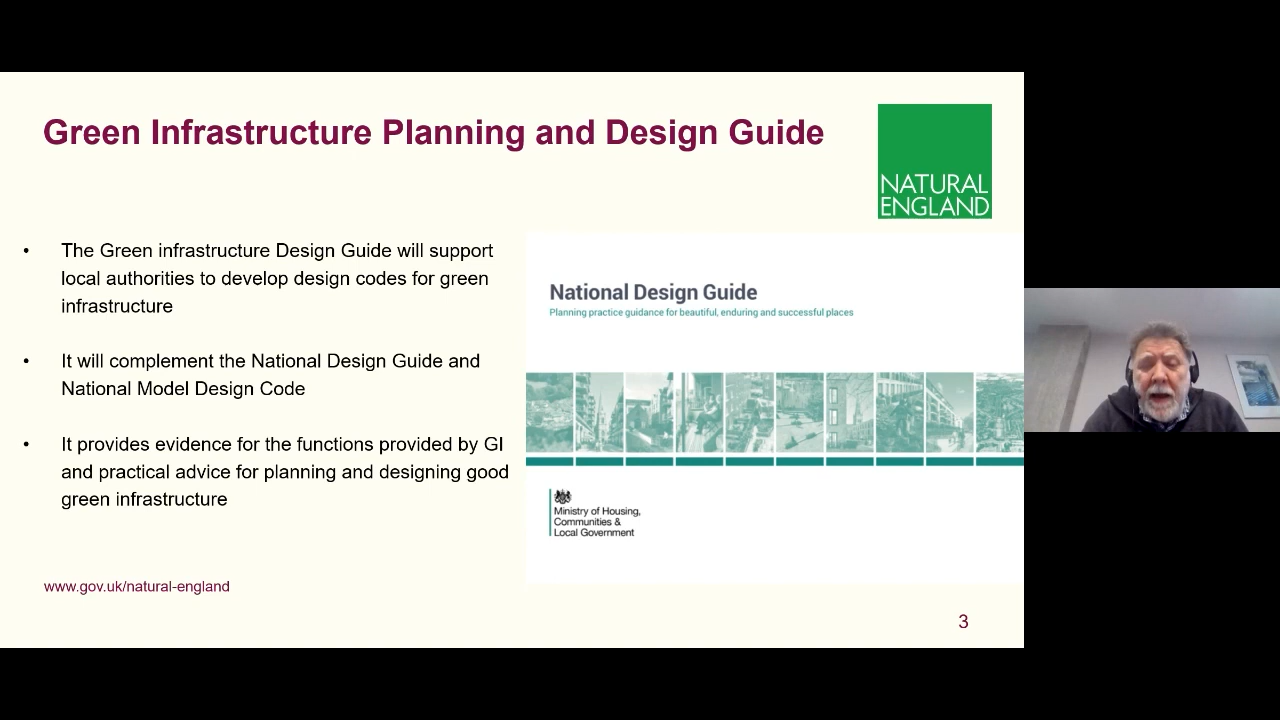 Green Infrastructure Planning and Design Guide
NATURAL
ENGLAND
• The Green infrastructure Design Guide will support
local authorities to develop design codes for green
infrastructure
• It will complement the National Design Guide and
National Model Design Code
• It provides evidence for the functions provided by GI
and practical advice for planning and designing good
green infrastructure
National Design Guide
Planning practice guidance for beautiful, enduring and successful places
Ministry of Housing,
Communities &
Local Government
www.gov.uk/natural-england
3